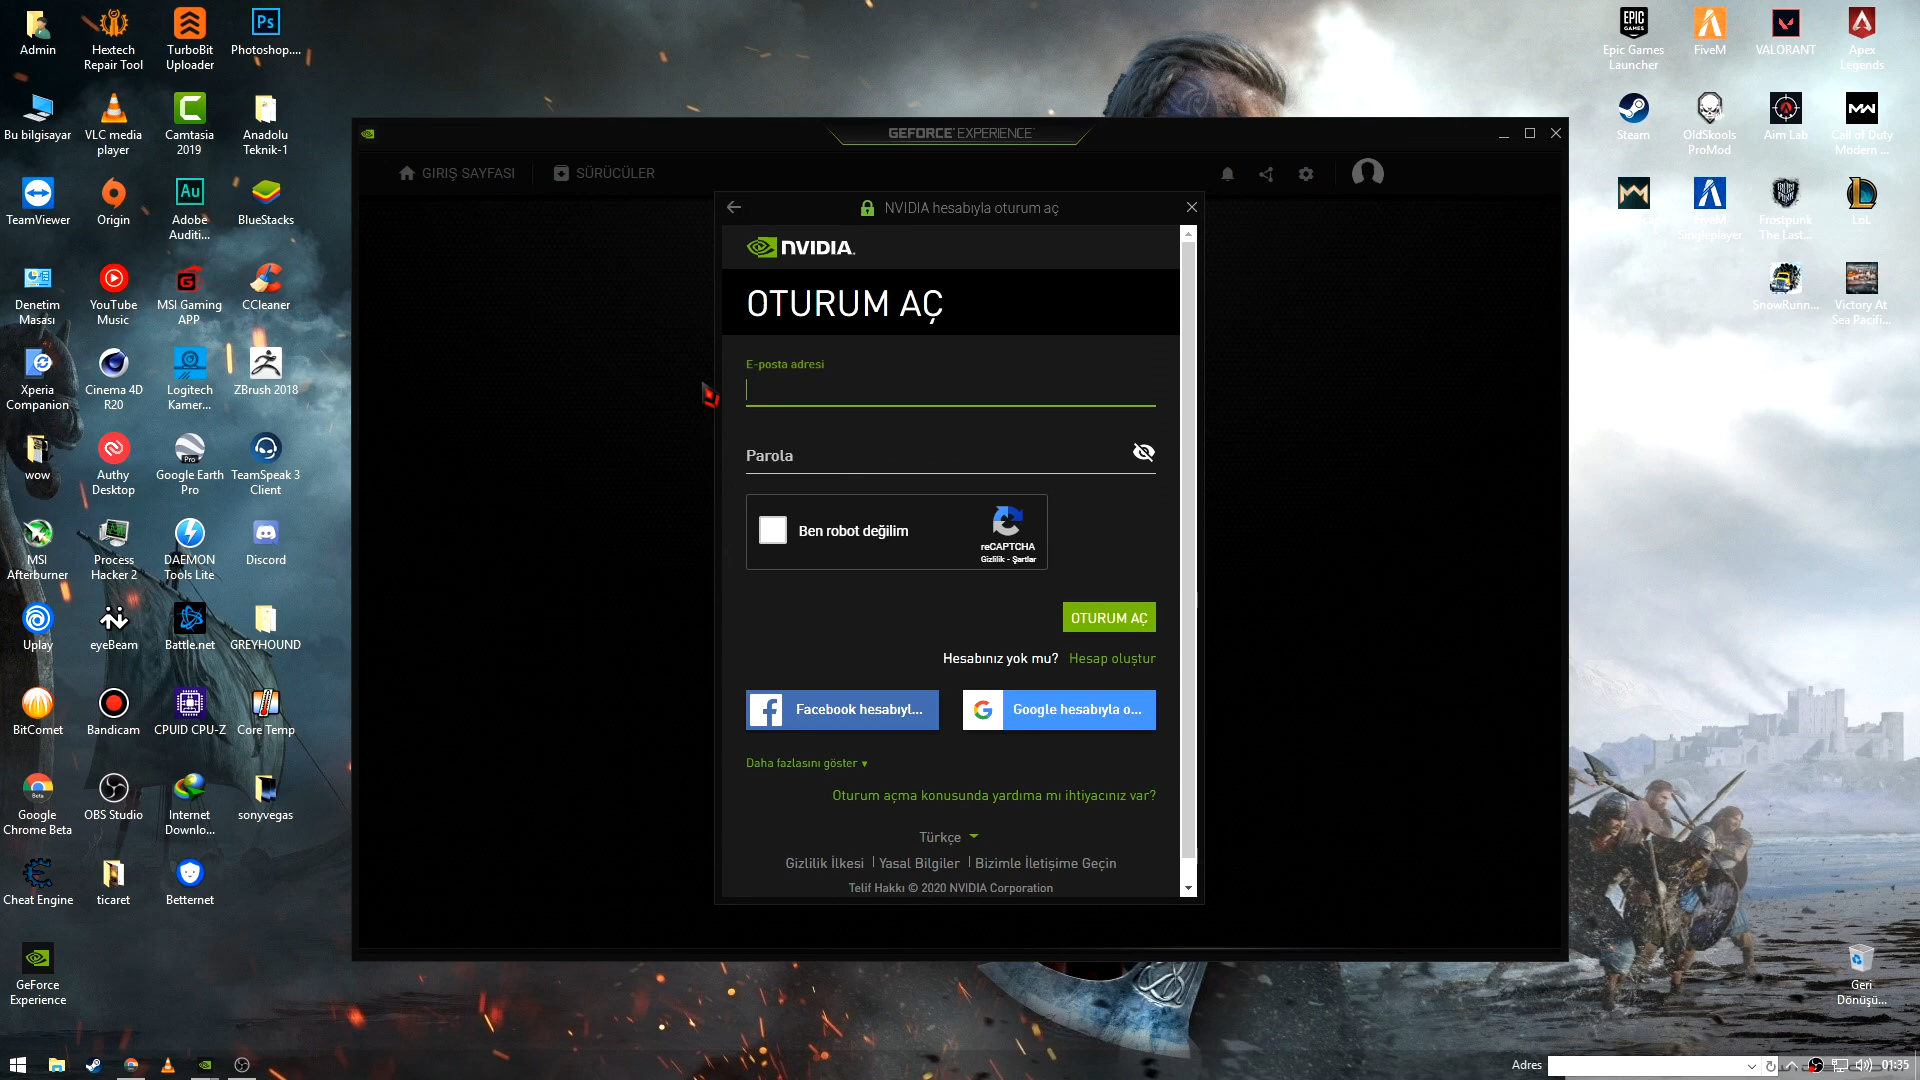 Admin
Hextech
Repair Tool
TurboBit
Uploader
Photoshop....
Bu bilgisayar
VLC media
player
Camtasia
2019
Anadolu
Teknik-1
TeamViewer
Origin
Adobe
Auditi...
BlueStacks
Denetim
Masası
YouTube
Music
MSI Gaming
APP
CCleaner
Xperia
Companion
Cinema 4D
R20
Logitech
Kamer...
ZBrush 2018
wow
Authy
Desktop
Google Earth
Pro
TeamSpeak 3
Client
MSI
Afterburner
Process
Hacker 2
DAEMON
Tools Lite
Discord
Uplay
eyeBeam
Battle.net
GREYHOUND
BitComet
Bandicam
CPUID CPU-Z
Core Temp
Google
Chrome Beta
OBS Studio
Internet
Downlo...
sonyvegas
Cheat Engine
ticaret
Betternet
GeForce
Experience
GEFORCE EXPERIENCE
GIRIŞ SAYFASI
SÜRÜCÜLER
NVIDIA hesabıyla oturum aç
NVIDIA.
OTURUM AÇ
E-posta adresi
Parola
Ben robot değilim
reCAPTCHA
Gizlilik - Şartlar
OTURUM AÇ
Hesabınız yok mu? Hesap oluştur
Facebook hesabıyl...
Google hesabıyla o...
Daha fazlasını göster
Oturum açma konusunda yardıma mı ihtiyacınız var?
Türkçe
Gizlilik İlkesi | Yasal Bilgiler | Bizimle İletişime Geçin
Telif Hakkı © 2020 NVIDIA Corporation
Epic Games
Launcher
FiveM
VALORANT
Apex
Legends
Steam
OldSkools
ProMod
Aim Lab
Call of Duty
Modern ...
FiveM
Singleplayer
Frostpunk
The Last...
LoL
SnowRunn...
Victory At
Sea Pacifi...
Geri
Dönüşü...
Adres
01:35